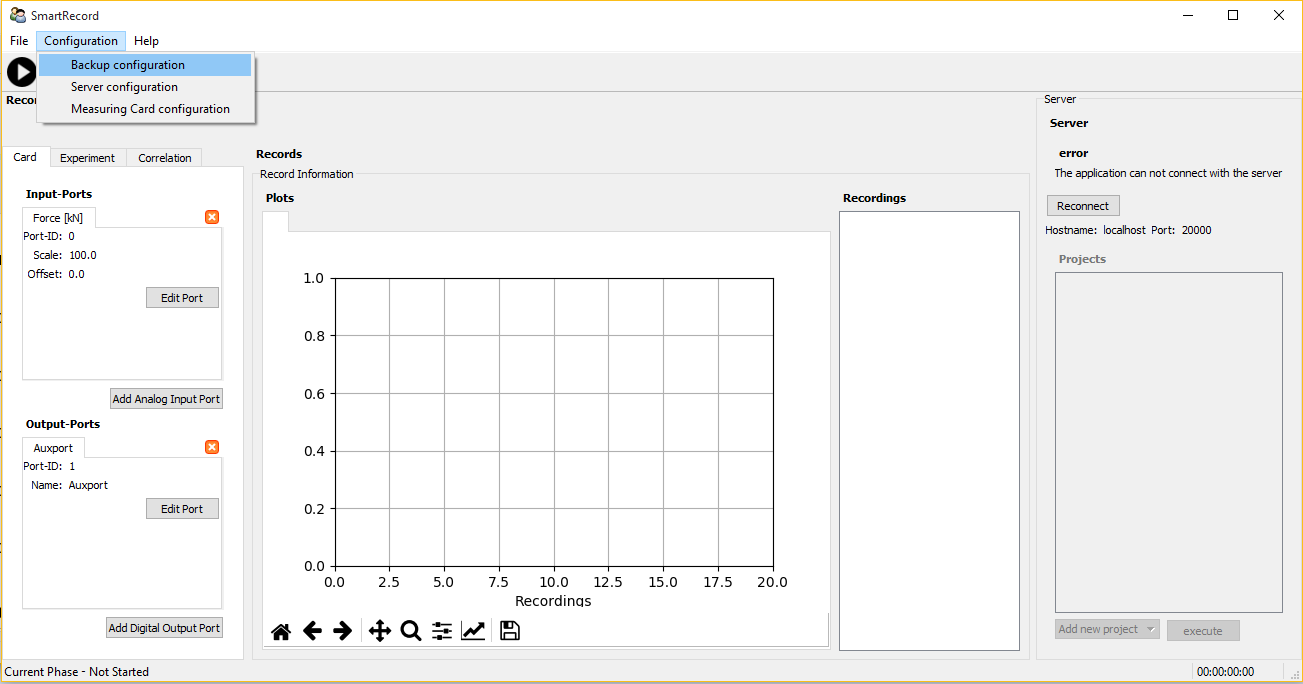 SmartRecord
File Configuration Help
Backup configuration
Server configuration
Measuring Card configuration
Card Experiment Correlation
Input-Ports
Force [kN]
Port-ID: 0
Scale: 100.0
Offset: 0.0
Edit Port
Add Analog Input Port
Output-Ports
Auxport
Port-ID: 1
Name: Auxport
Edit Port
Add Digital Output Port
Records
Record Information
Plots
1.0
0.8
0.6
0.4
0.2
0.0
0.0 2.5 5.0 7.5 10.0 12.5 15.0 17.5 20.0
Recordings
Recordings
Server
Server
error
The application can not connect with the server
Reconnect
Hostname: localhost Port: 20000
Projects
Add new project execute
Current Phase - Not Started 00:00:00:00